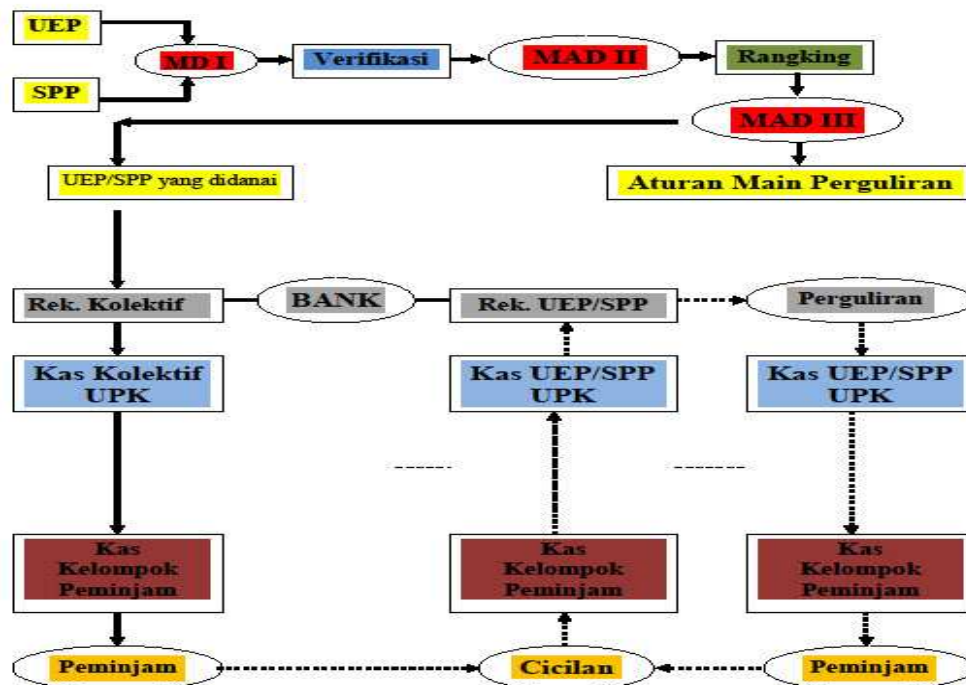 UEP
MD I
Verifikasi
MAD II
Rangking
SPP
MAD III
UEP/SPP yang didanai
Aturan Main Perguliran
Rek. Kolektif
BANK
Rek. UEP/SPP
Perguliran
Kas Kolektif
UPK
Kas UEP/SPP
UPK
Kas UEP/SPP
UPK
Kas
Kelompok
Peminjam
Kas
Kelompok
Peminjam
Kas
Kelompok
Peminjam
Peminjam
Cicilan
Peminjam